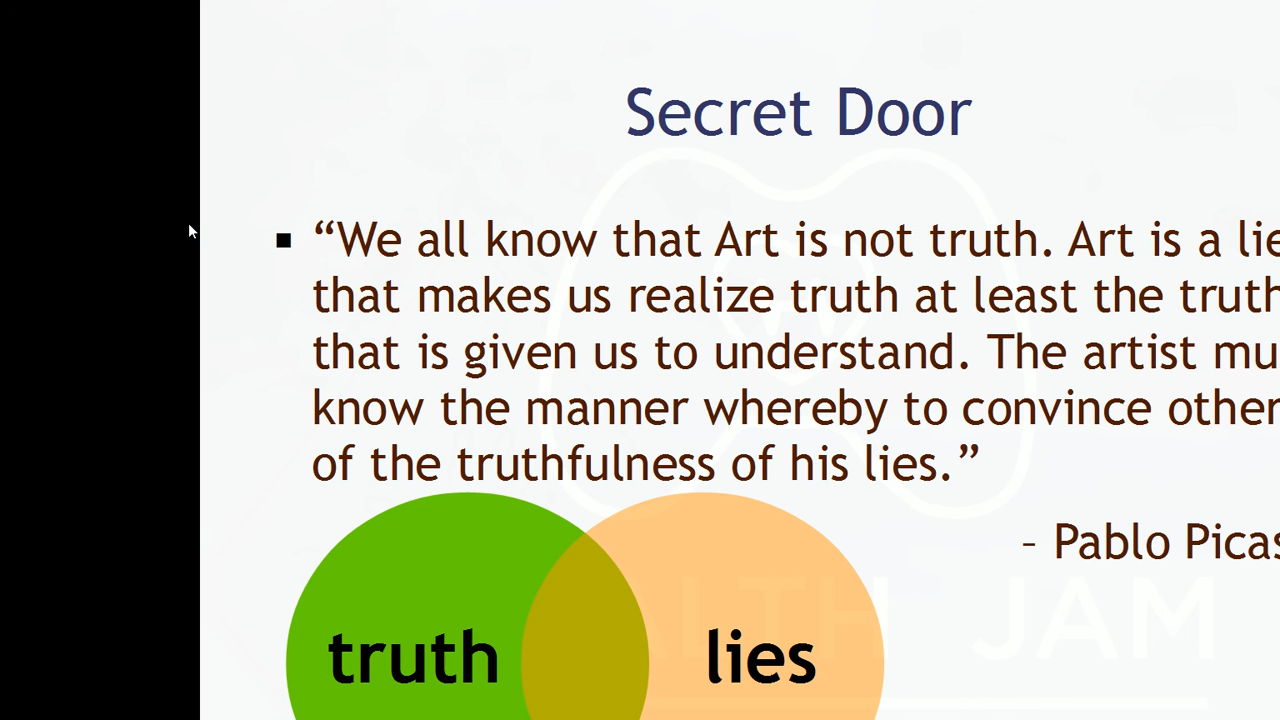 Secret Door
▪ “We all know that Art is not truth. Art is a lie
that makes us realize truth at least the truth
that is given us to understand. The artist mu
know the manner whereby to convince other
of the truthfulness of his lies.”
– Pablo Picas
truth lies
ALTH JAM